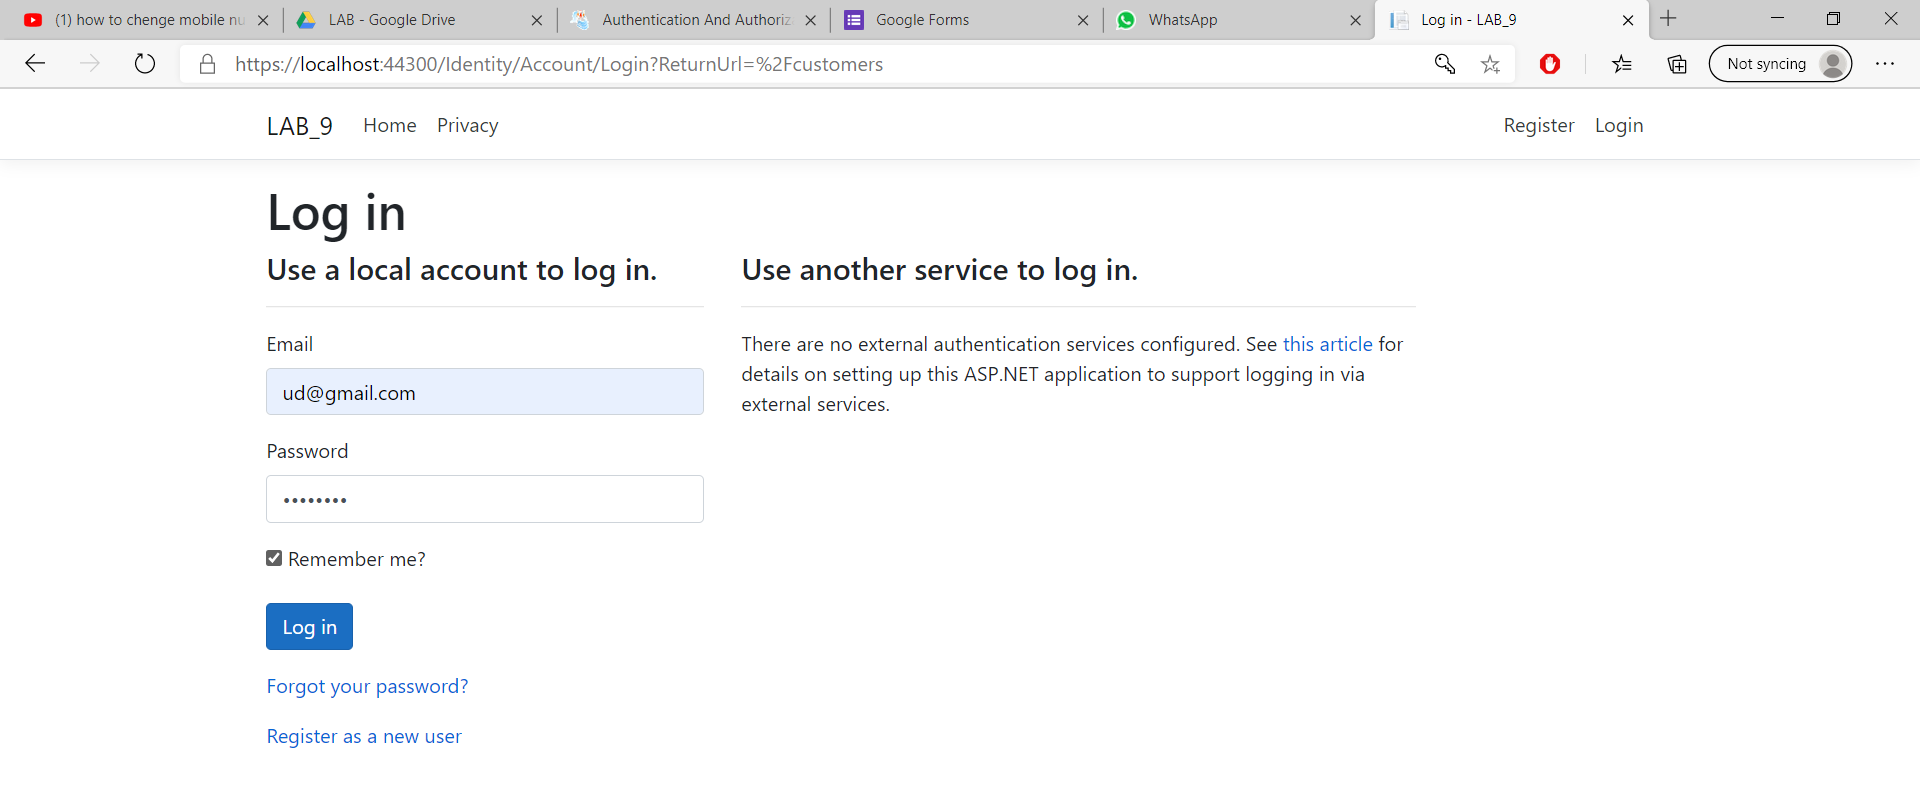 (1) how to chenge mobile nu
LAB - Google Drive
Authentication And Authoriz
Google Forms
WhatsApp
Log in - LAB_9
https://localhost:44300/Identity/Account/Login?ReturnUrl=%2Fcustomers
Not syncing
LAB_9 Home Privacy Register Login
Log in
Use a local account to log in.
Email
ud@gmail.com
Password
••••••••
Remember me?
Log in
Forgot your password?
Register as a new user
Use another service to log in.
There are no external authentication services configured. See this article for
details on setting up this ASP.NET application to support logging in via
external services.